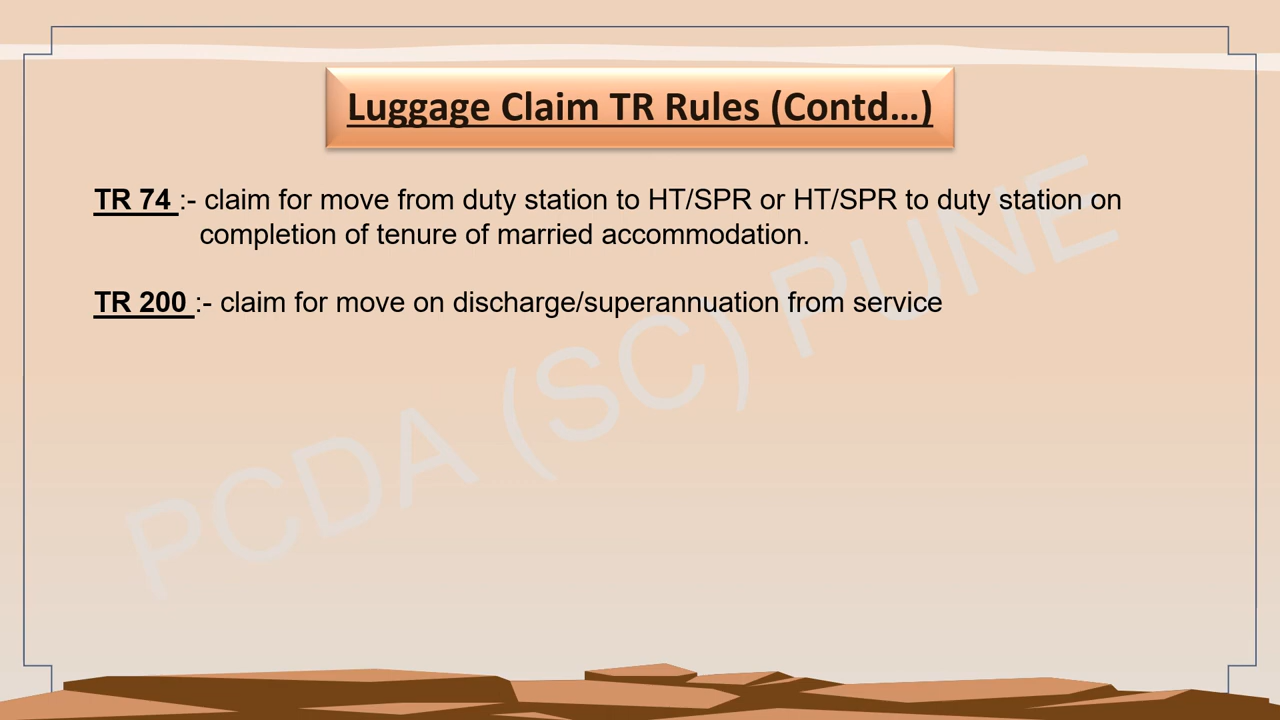 Luggage Claim TR Rules (Contd…)
TR 74 :- claim for move from duty station to HT/SPR or HT/SPR to duty station on
completion of tenure of married accommodation.
TR 200 :- claim for move on discharge/superannuation from service
PCDA (SC) PUNE